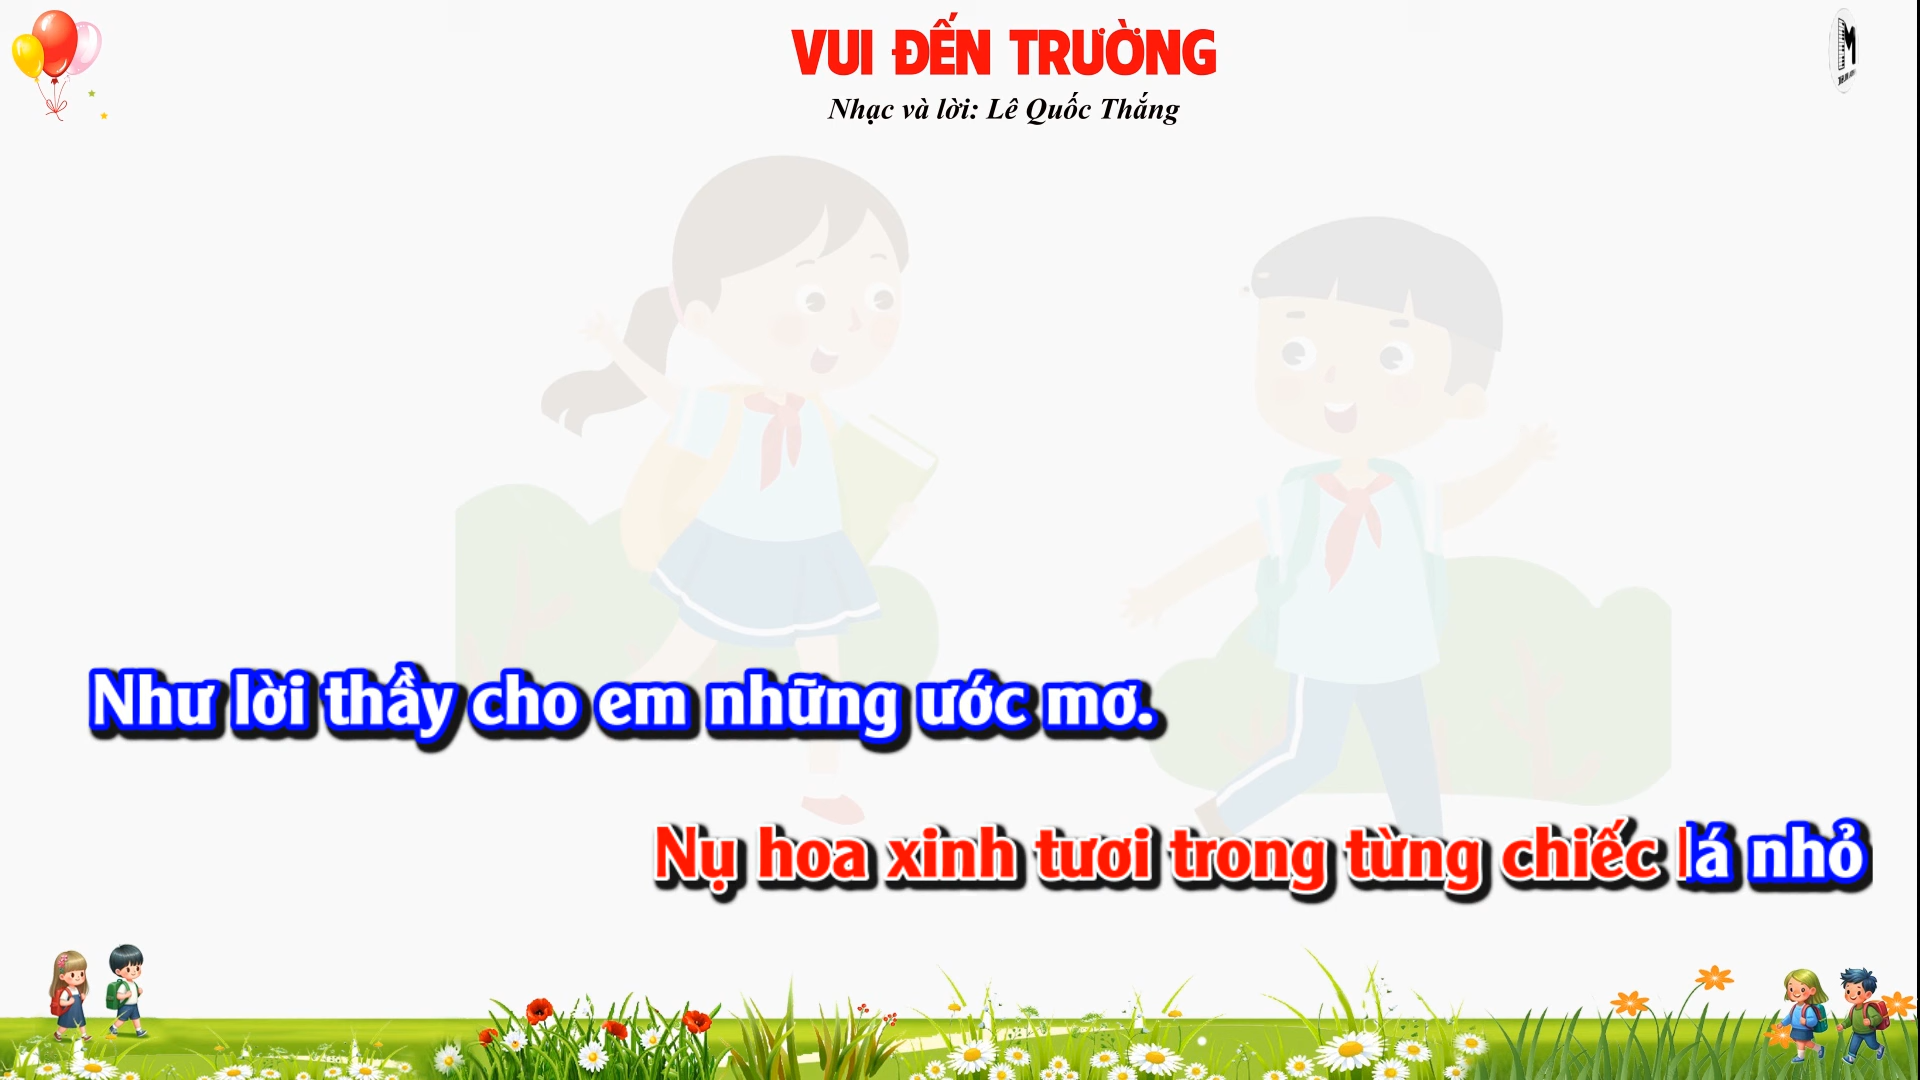 VUI ĐẾN TRƯỜNG
Nhạc và lời: Lê Quốc Thắng
Như lời thầy cho em những ước mơ.
Nụ hoa xinh tươi trong từng chiếc lá nhỏ